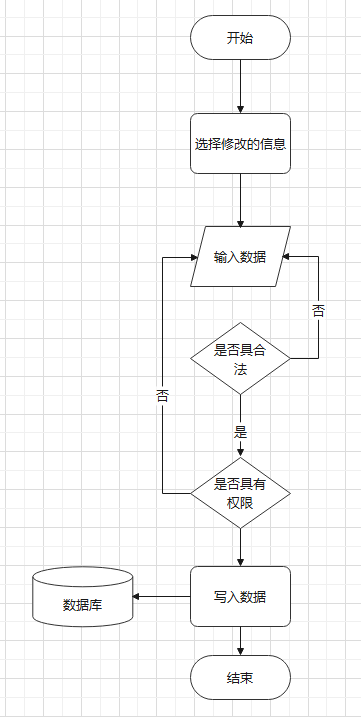 开始
选择修改的信息
输入数据
否
是否具合
法
否
是
是否具有
权限
写入数据
数据库
结束